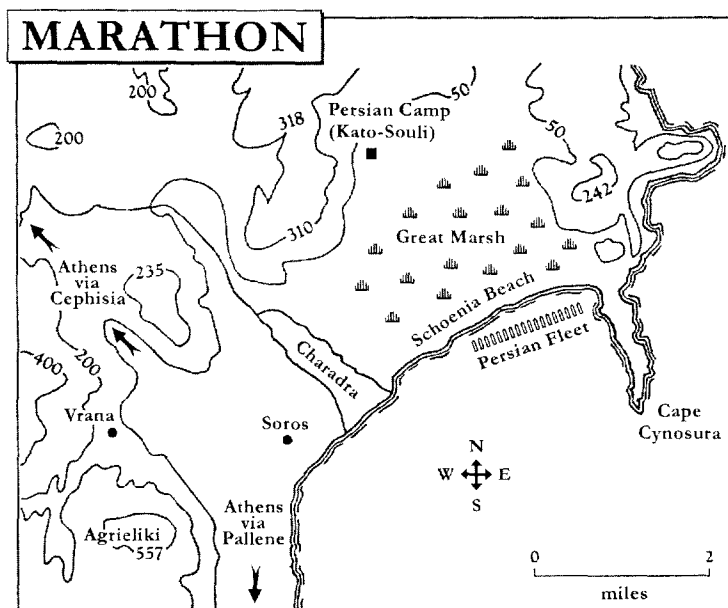 MARATHON
200
200
318
50
50
Persian Camp
(Kato-Souli)
242
310
Great Marsh
Athens
via
Cephisia
235
Schoenia Beach
Persian Fleet
400
200
Charadra
Vrana
Soros
Cape
Cynosura
N
W E
S
Athens
via
Pallene
Agrieliki
557
0 2
miles